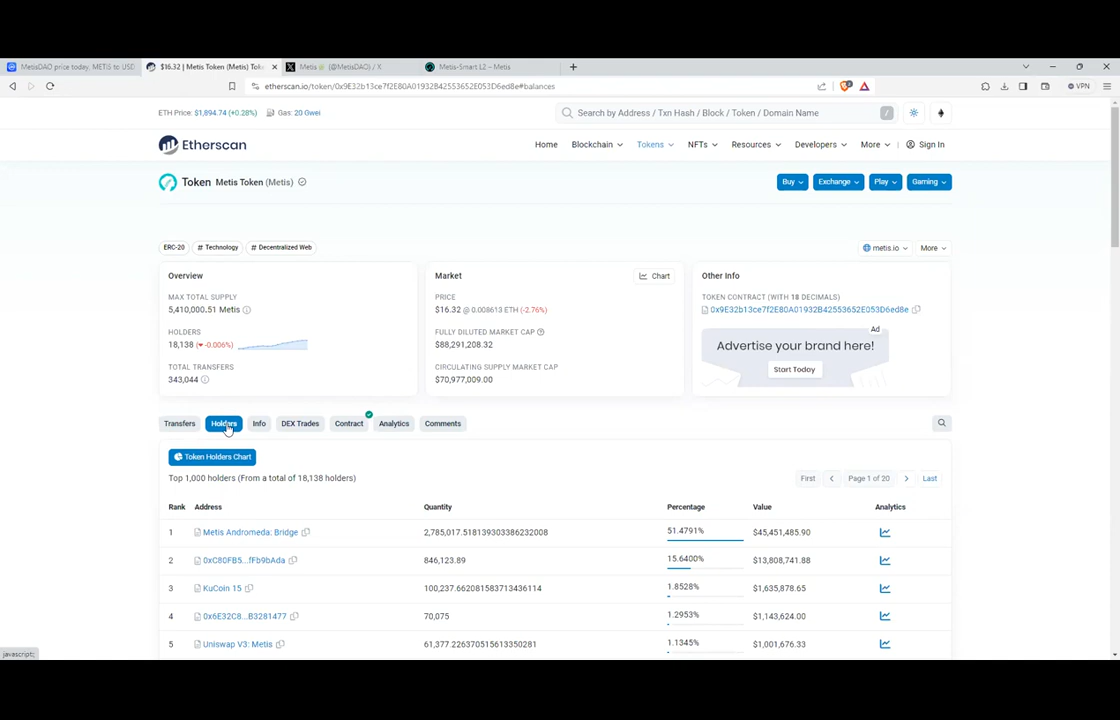 MetisDAO price today, METIS to USD
$16.32 | Metis Token (Metis) Tok
Metis (@MetisDAO) / X
Metis-Smart L2 – Metis
etherscan.io/token/0x9E32b13ce7f2E80A01932B42553652E053D6ed8e#balances
VPN
ETH Price: $1,894.74 (+0.28%)
Gas: 20 Gwei
Search by Address / Txn Hash / Block / Token / Domain Name
/
Etherscan
Home
Blockchain
Tokens
NFTs
Resources
Developers
More
Sign In
Token Metis Token (Metis)
Buy
Exchange
Play
Gaming
ERC-20
# Technology
# Decentralized Web
metis.io
More
Overview
MAX TOTAL SUPPLY
5,410,000.51 Metis
HOLDERS
18,138 (▾-0.006%)
TOTAL TRANSFERS
343,044
Market
Chart
PRICE
$16.32 @ 0.008613 ETH (-2.76%)
FULLY DILUTED MARKET CAP
$88,291,208.32
CIRCULATING SUPPLY MARKET CAP
$70,977,009.00
Other Info
TOKEN CONTRACT (WITH 18 DECIMALS)
0x9E32b13ce7f2E80A01932B42553652E053D6ed8e
Ad
Advertise your brand here!
Start Today
Transfers
Holders
Info
DEX Trades
Contract
Analytics
Comments
Token Holders Chart
Top 1,000 holders (From a total of 18,138 holders)
First
Page 1 of 20
Last
Rank Address Quantity Percentage Value Analytics
1 Metis Andromeda: Bridge 2,785,017.518139303386232008 51.4791% $45,451,485.90
2 0xC80FB5...fFb9bAda 846,123.89 15.6400% $13,808,741.88
3 KuCoin 15 100,237.662081583713436114 1.8528% $1,635,878.65
4 0x6E32C8...B3281477 70,075 1.2953% $1,143,624.00
5 Uniswap V3: Metis 61,377.226370515613350281 1.1345% $1,001,676.33
javascript:;